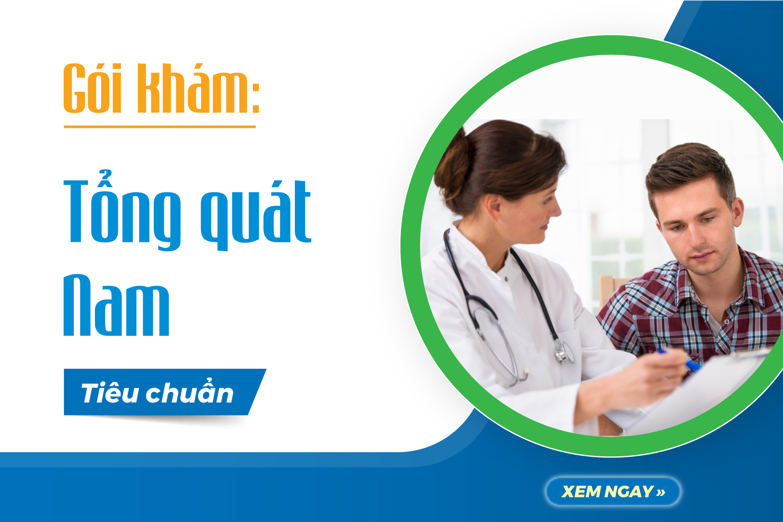 Gói khám:
Tổng quát
Nam
Tiêu chuẩn
XEM NGAY »